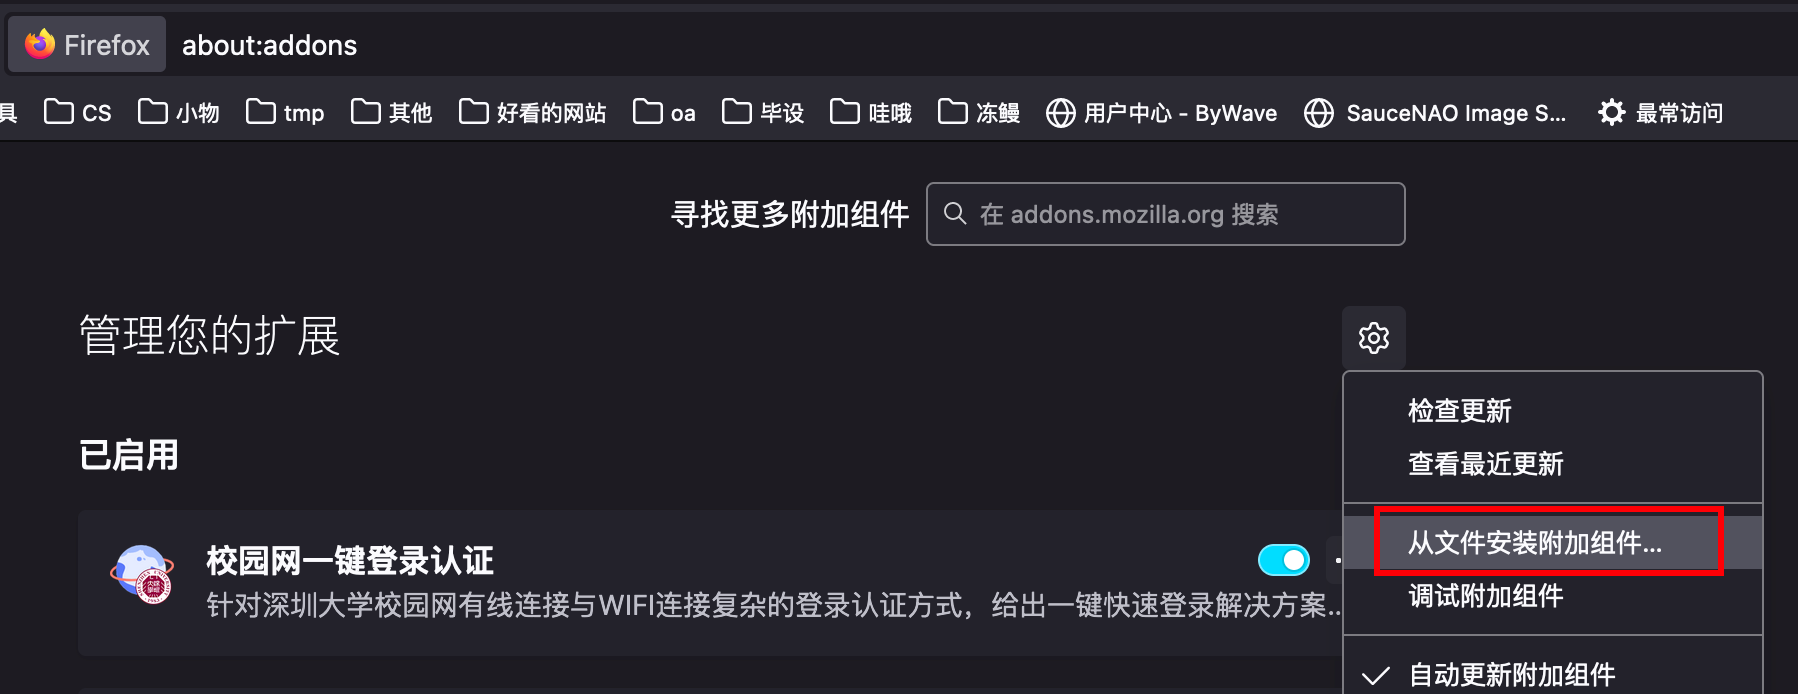 Firefox about:addons
具 CS 小物 tmp 其他 好看的网站 oa 毕设 哇哦 冻鳗 用户中心 - ByWave SauceNAO Image S... 最常访问
寻找更多附加组件 在 addons.mozilla.org 搜索
管理您的扩展
检查更新
查看最近更新
已启用
从文件安装附加组件...
校园网一键登录认证
针对深圳大学校园网有线连接与WIFI连接复杂的登录认证方式，给出一键快速登录解决方案...
调试附加组件
自动更新附加组件